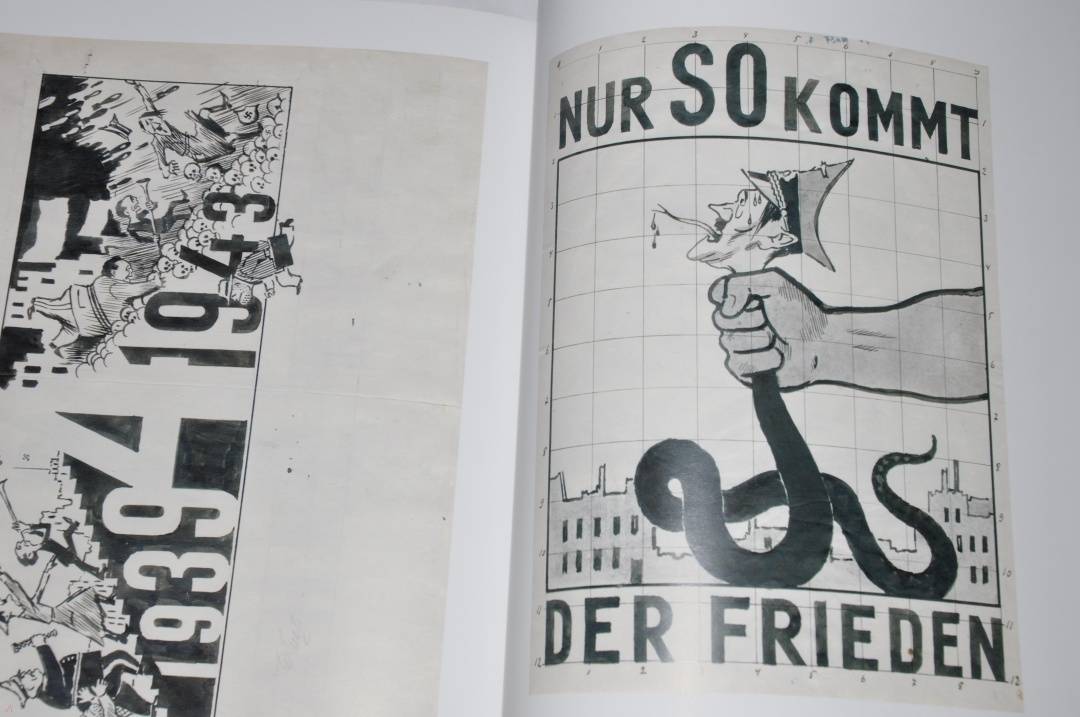 1939
1943
NUR SO KOMMT
DER FRIEDEN